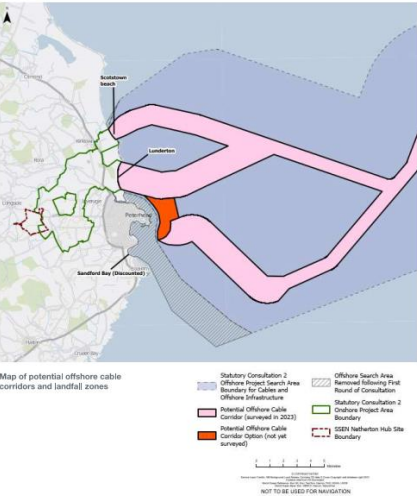 Scotstown
beach
Lunderton
Peterhead
Sandford Bay (Discounted)
Map of potential offshore cable
corridors and landfall zones
Statutory Consultation 2
Offshore Project Search Area
Boundary for Cables and
Offshore Infrastructure
Potential Offshore Cable
Corridor (surveyed in 2023)
Potential Offshore Cable
Corridor Option (not yet
surveyed)
Offshore Search Area
Removed following First
Round of Consultation
Statutory Consultation 2
Onshore Project Area
Boundary
SSEN Netherton Hub Site
Boundary
NOT TO BE USED FOR NAVIGATION